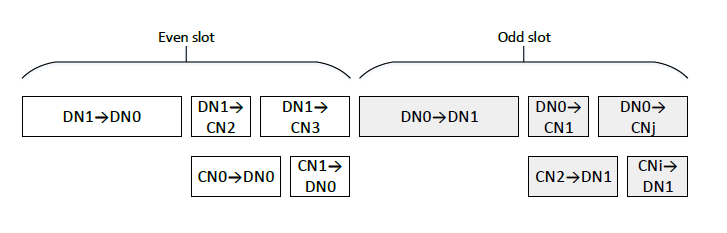 Even slot
Odd slot
DN1→DN0
DN1→
CN2
DN1→
CN3
DN0→DN1
DN0→
CN1
DN0→
CNj
CN0→DN0
CN1→
DN0
CN2→DN1
CNi→
DN1